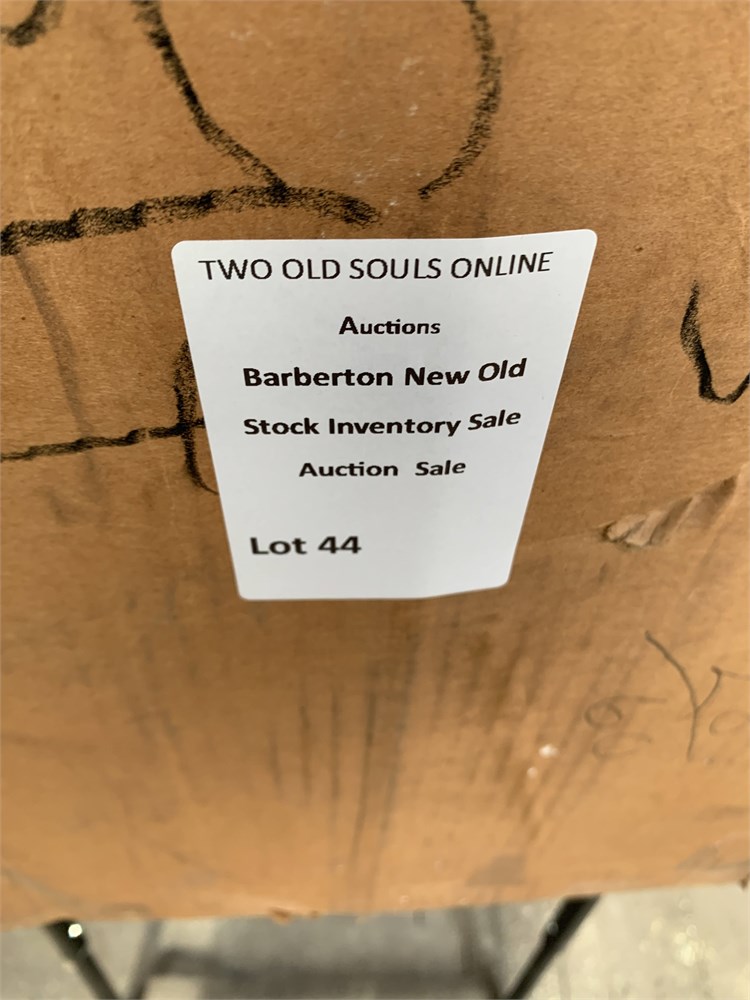 TWO OLD SOULS ONLINE
Auctions
Barberton New Old
Stock Inventory Sale
Auction Sale
Lot 44